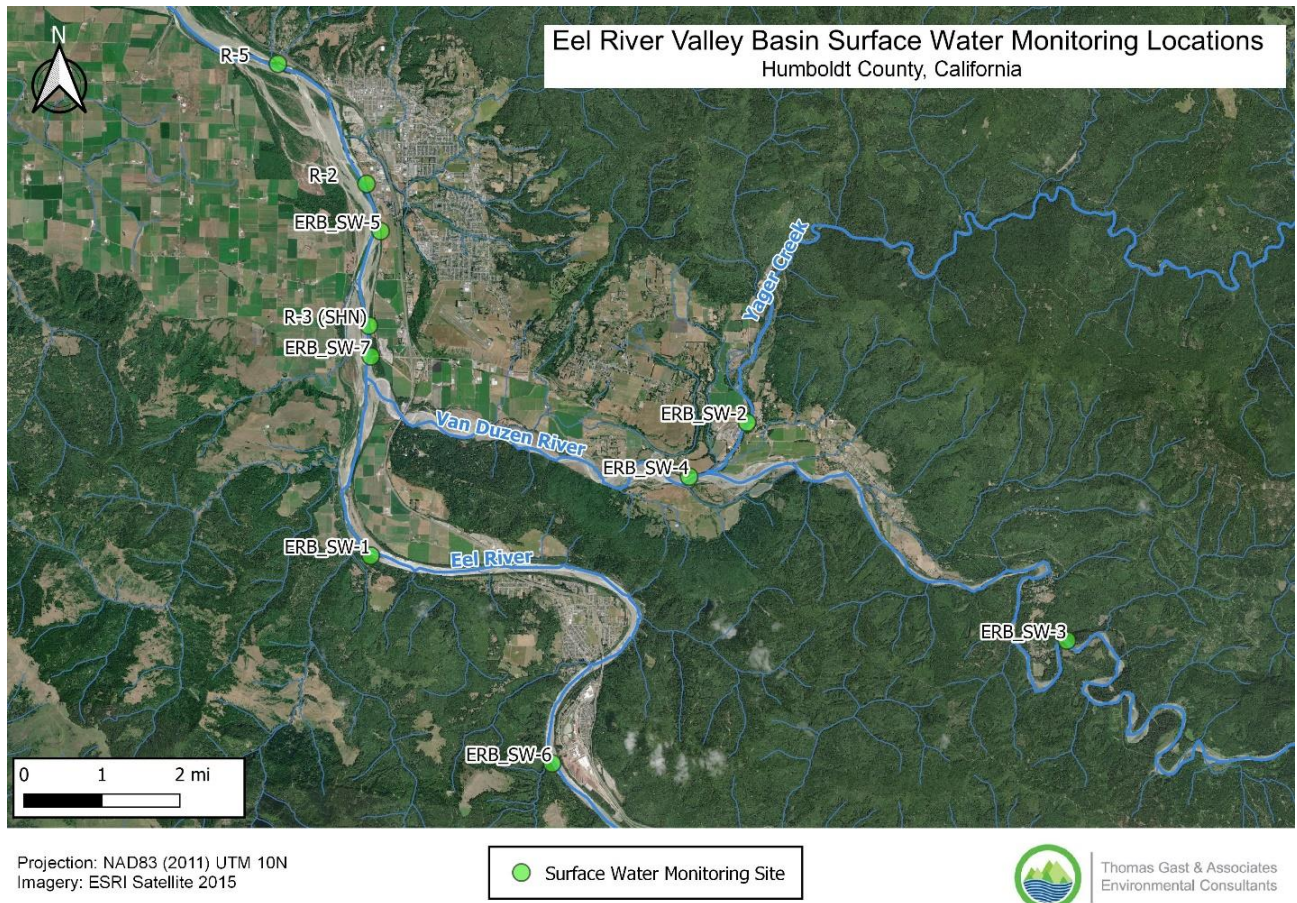 Eel River Valley Basin Surface Water Monitoring Locations
Humboldt County, California
N
R-5
R-2
ERB_SW-5
Yager Creek
R-3 (SHN)
ERB_SW-7
ERB_SW-2
Van Duzen River
ERB_SW-4
ERB_SW-1
Eel River
ERB_SW-3
ERB_SW-6
0 1 2 mi
Projection: NAD83 (2011) UTM 10N
Imagery: ESRI Satellite 2015
Surface Water Monitoring Site
Thomas Gast & Associates
Environmental Consultants